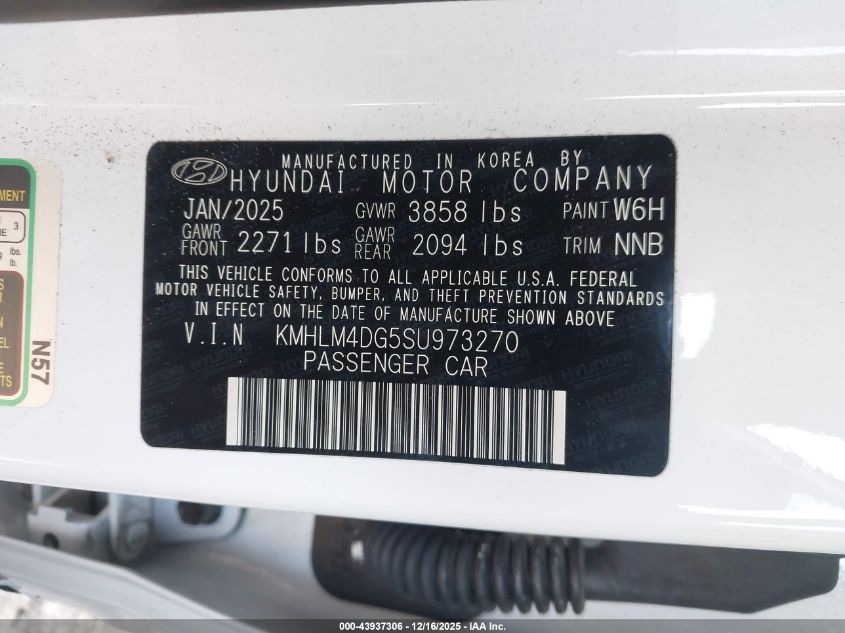 MANUFACTURED IN KOREA BY
HYUNDAI MOTOR COMPANY
JAN/2025 GVWR 3858 lbs PAINT W6H
GAWR FRONT 2271 lbs GAWR REAR 2094 lbs TRIM NNB
THIS VEHICLE CONFORMS TO ALL APPLICABLE U.S.A. FEDERAL
MOTOR VEHICLE SAFETY, BUMPER, AND THEFT PREVENTION STANDARDS
IN EFFECT ON THE DATE OF MANUFACTURE SHOWN ABOVE
V.I.N KMHLM4DG5SU973270
PASSENGER CAR
3
lbs.
lb.
N57
000-43937306 - 12/16/2025 - IAA Inc.